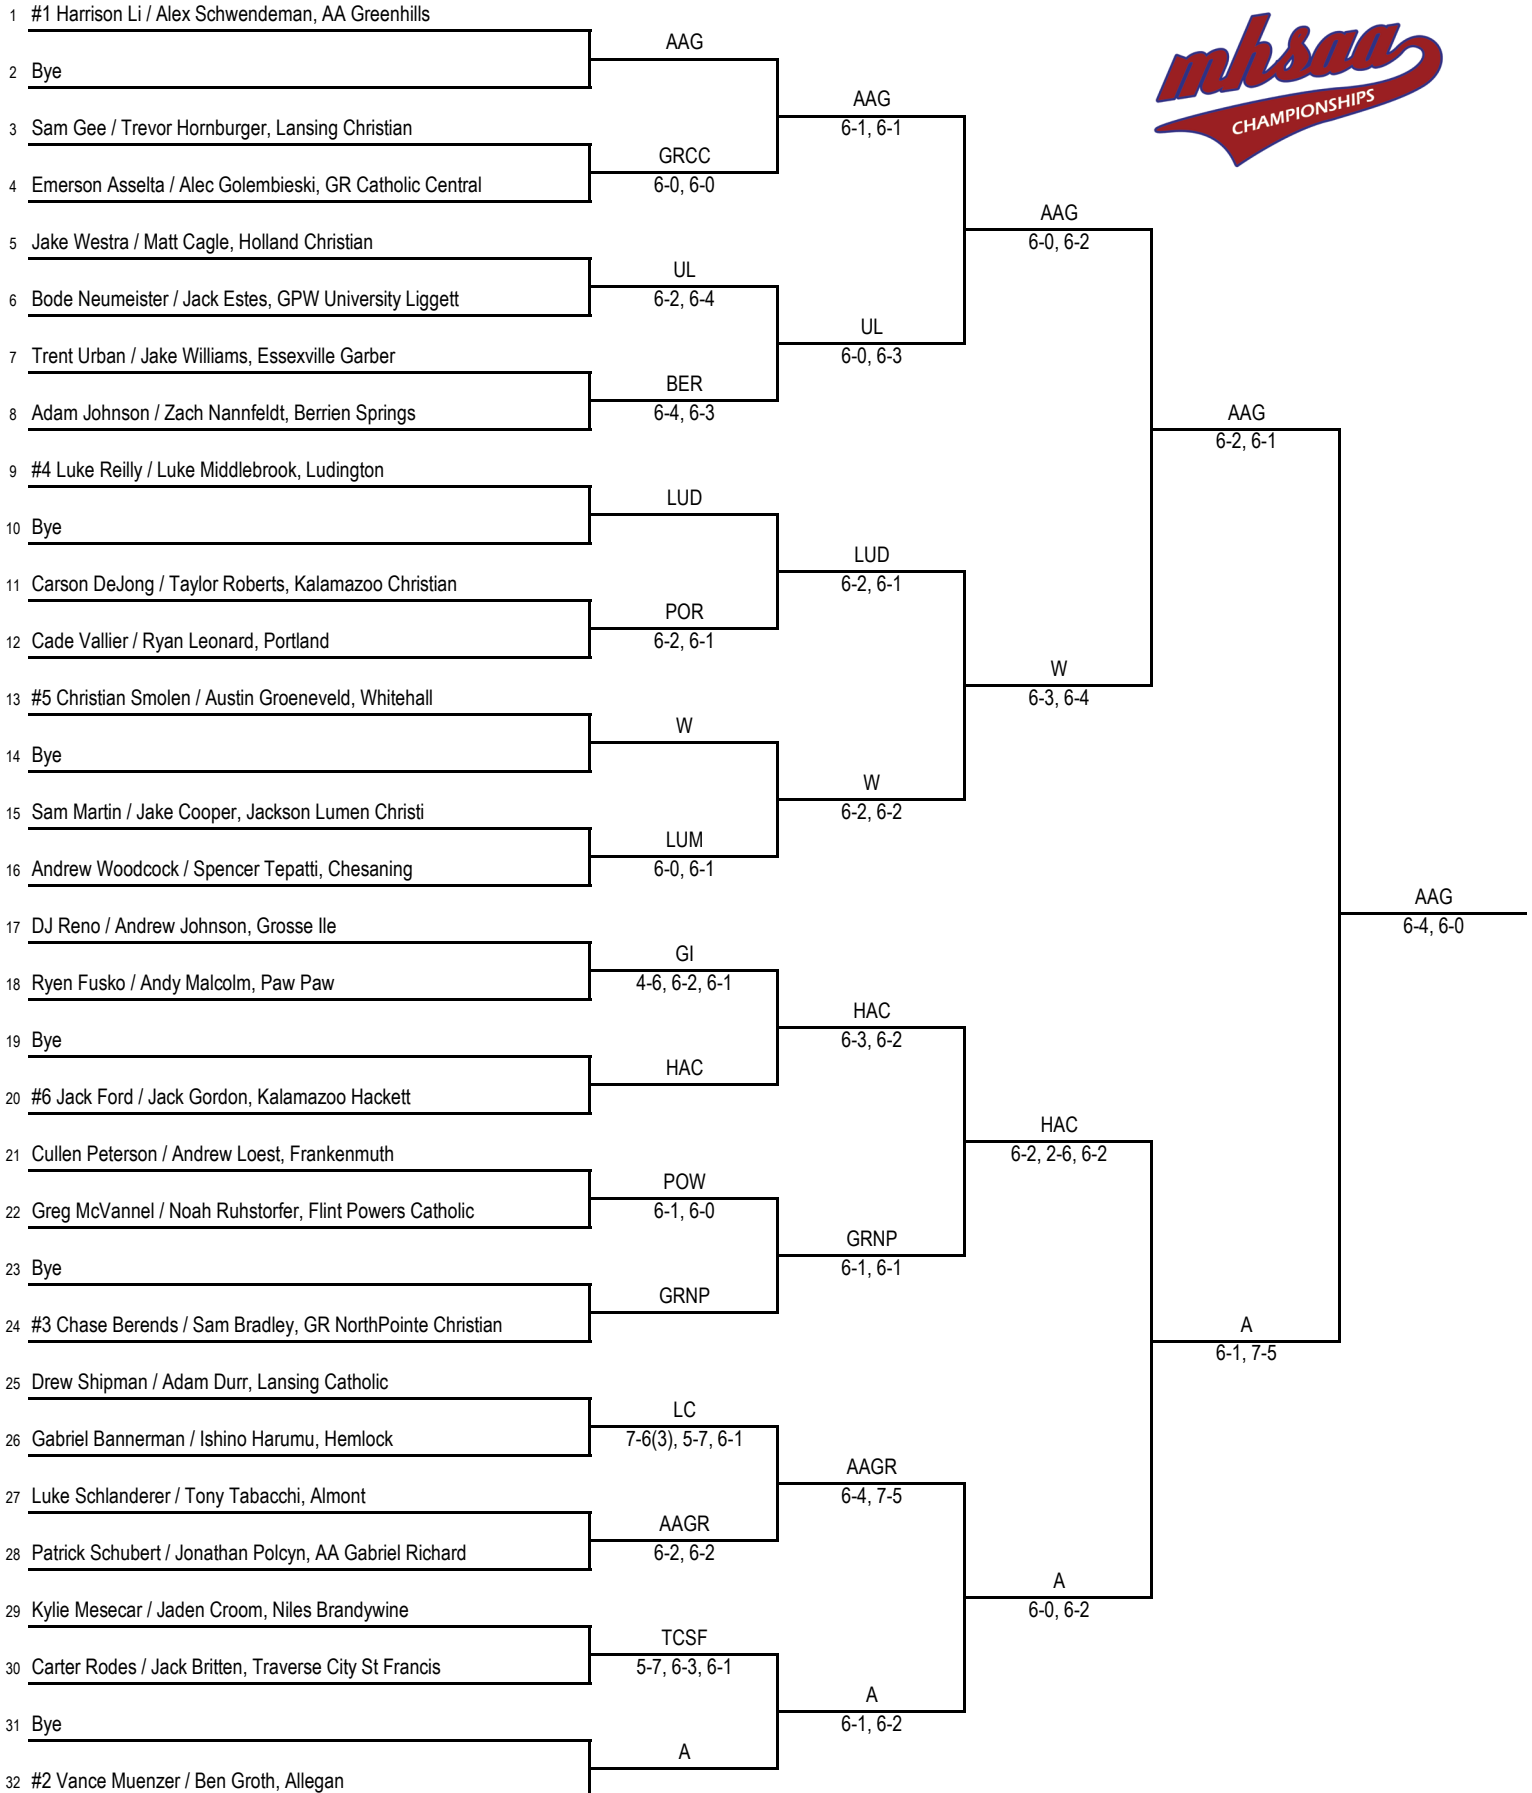 1 #1 Harrison Li / Alex Schwendeman, AA Greenhills
AAG
2 Bye
mhsaa
CHAMPIONSHIPS
AAG
6-1, 6-1
3 Sam Gee / Trevor Hornburger, Lansing Christian
GRCC
6-0, 6-0
4 Emerson Asselta / Alec Golembieski, GR Catholic Central
AAG
6-0, 6-2
5 Jake Westra / Matt Cagle, Holland Christian
UL
6-2, 6-4
6 Bode Neumeister / Jack Estes, GPW University Liggett
UL
6-0, 6-3
7 Trent Urban / Jake Williams, Essexville Garber
BER
6-4, 6-3
8 Adam Johnson / Zach Nannfeldt, Berrien Springs
AAG
6-2, 6-1
9 #4 Luke Reilly / Luke Middlebrook, Ludington
LUD
10 Bye
LUD
6-2, 6-1
11 Carson DeJong / Taylor Roberts, Kalamazoo Christian
POR
6-2, 6-1
12 Cade Vallier / Ryan Leonard, Portland
W
6-3, 6-4
13 #5 Christian Smolen / Austin Groeneveld, Whitehall
W
14 Bye
W
6-2, 6-2
15 Sam Martin / Jake Cooper, Jackson Lumen Christi
LUM
6-0, 6-1
16 Andrew Woodcock / Spencer Tepatti, Chesaning
AAG
6-4, 6-0
17 DJ Reno / Andrew Johnson, Grosse Ile
GI
4-6, 6-2, 6-1
18 Ryen Fusko / Andy Malcolm, Paw Paw
HAC
6-3, 6-2
19 Bye
HAC
20 #6 Jack Ford / Jack Gordon, Kalamazoo Hackett
HAC
6-2, 2-6, 6-2
21 Cullen Peterson / Andrew Loest, Frankenmuth
POW
6-1, 6-0
22 Greg McVannel / Noah Ruhstorfer, Flint Powers Catholic
GRNP
6-1, 6-1
23 Bye
GRNP
24 #3 Chase Berends / Sam Bradley, GR NorthPointe Christian
A
6-1, 7-5
25 Drew Shipman / Adam Durr, Lansing Catholic
LC
7-6(3), 5-7, 6-1
26 Gabriel Bannerman / Ishino Harumu, Hemlock
AAGR
6-4, 7-5
27 Luke Schlanderer / Tony Tabacchi, Almont
AAGR
6-2, 6-2
28 Patrick Schubert / Jonathan Polcyn, AA Gabriel Richard
A
6-0, 6-2
29 Kylie Mesecar / Jaden Croom, Niles Brandywine
TCSF
5-7, 6-3, 6-1
30 Carter Rodes / Jack Britten, Traverse City St Francis
A
6-1, 6-2
31 Bye
A
32 #2 Vance Muenzer / Ben Groth, Allegan